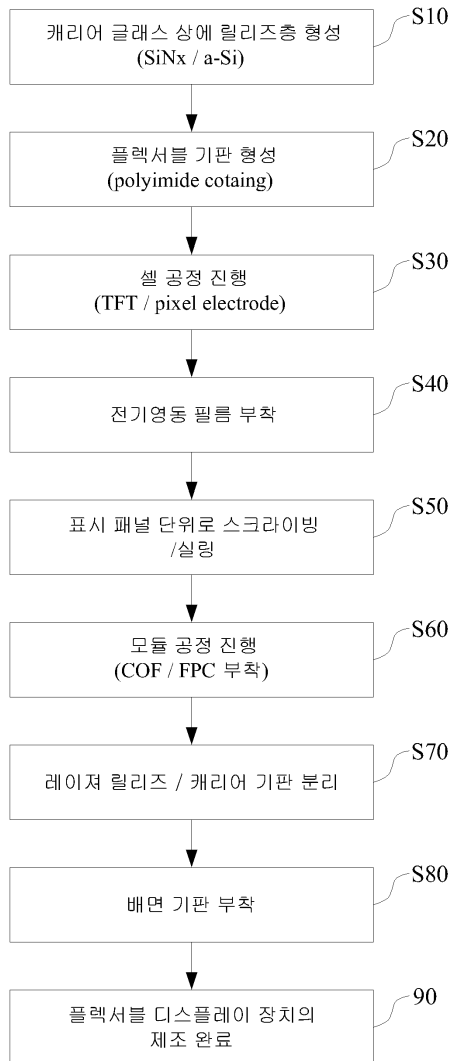 캐리어 글래스 상에 릴리즈층 형성
(SiNx / a-Si)
S10
플렉서블 기판 형성
(polyimide cotaing)
S20
셀 공정 진행
(TFT / pixel electrode)
S30
전기영동 필름 부착
S40
표시 패널 단위로 스크라이빙
/실링
S50
모듈 공정 진행
(COF / FPC 부착)
S60
레이져 릴리즈 / 캐리어 기판 분리
S70
배면 기판 부착
S80
플렉서블 디스플레이 장치의
제조 완료
90